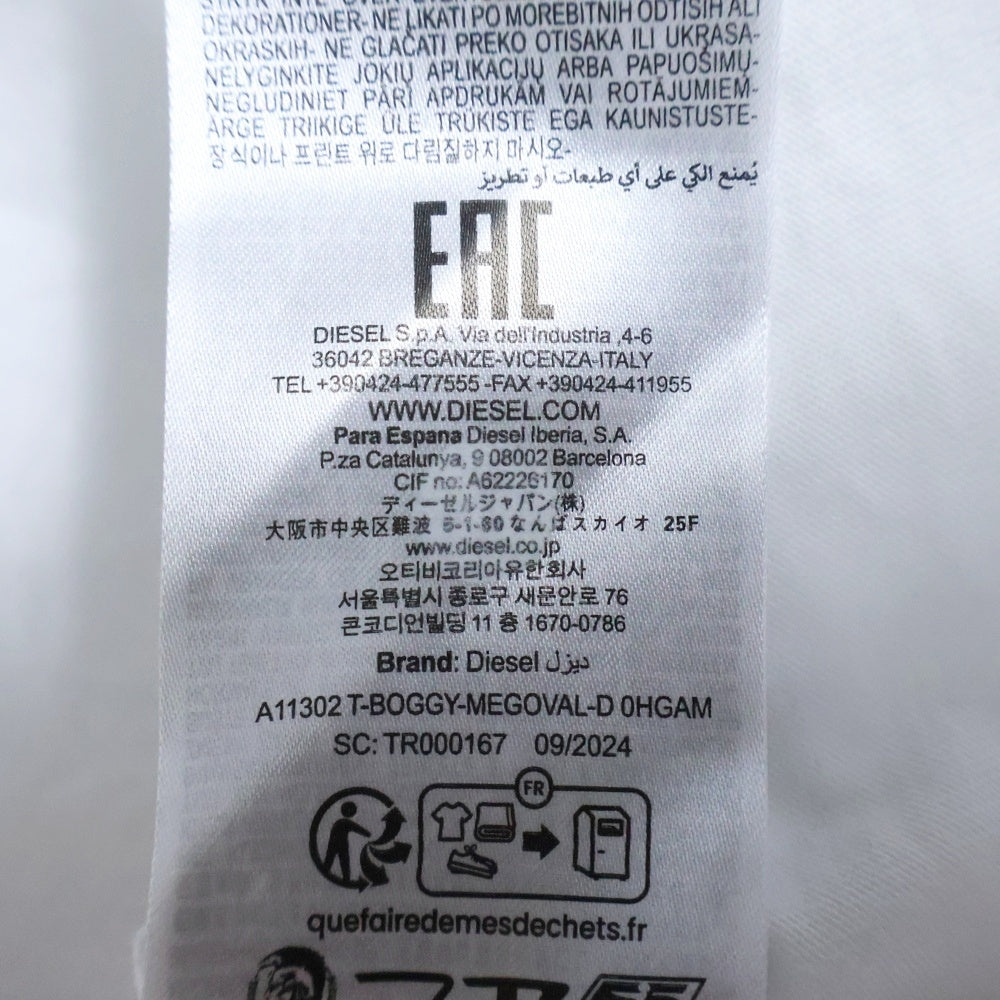 DEKORATIONER- NE LIKATI PO MOREBITNIH ODTISIH ALI
OKRASKIH- NE GLAČATI PREKO OTISAKA ILI UKRASA-
NELYGINKITE JOKIŲ APLIKACIJŲ ARBA PAPUOŠIMŲ-
NEGLUDINIET PĀRI APDRUKĀM VAI ROTĀJUMIEM-
ÄRGE TRIIKIGE ÜLE TRÜKISTE EGA KAUNISTUSTE-
장식이나 프린트 위로 다림질하지 마시오-
يُمنع الكي على أي طبعات أو تطريز
EAC
DIESEL S.p.A. Via dell'Industria ,4-6
36042 BREGANZE-VICENZA-ITALY
TEL +390424-477555 -FAX +390424-411955
WWW.DIESEL.COM
Para Espana Diesel Iberia, S.A.
P.za Catalunya, 9 08002 Barcelona
CIF no: A62226170
ディーゼルジャパン(株)
大阪市中央区難波 5-1-60 なんばスカイオ 25F
www.diesel.co.jp
오티비코리아유한회사
서울특별시 종로구 새문안로 76
콘코디언빌딩 11 층 1670-0786
Brand: Diesel ديزل
A11302 T-BOGGY-MEGOVAL-D 0HGAM
SC: TR000167 09/2024
FR
quefairedemesdechets.fr